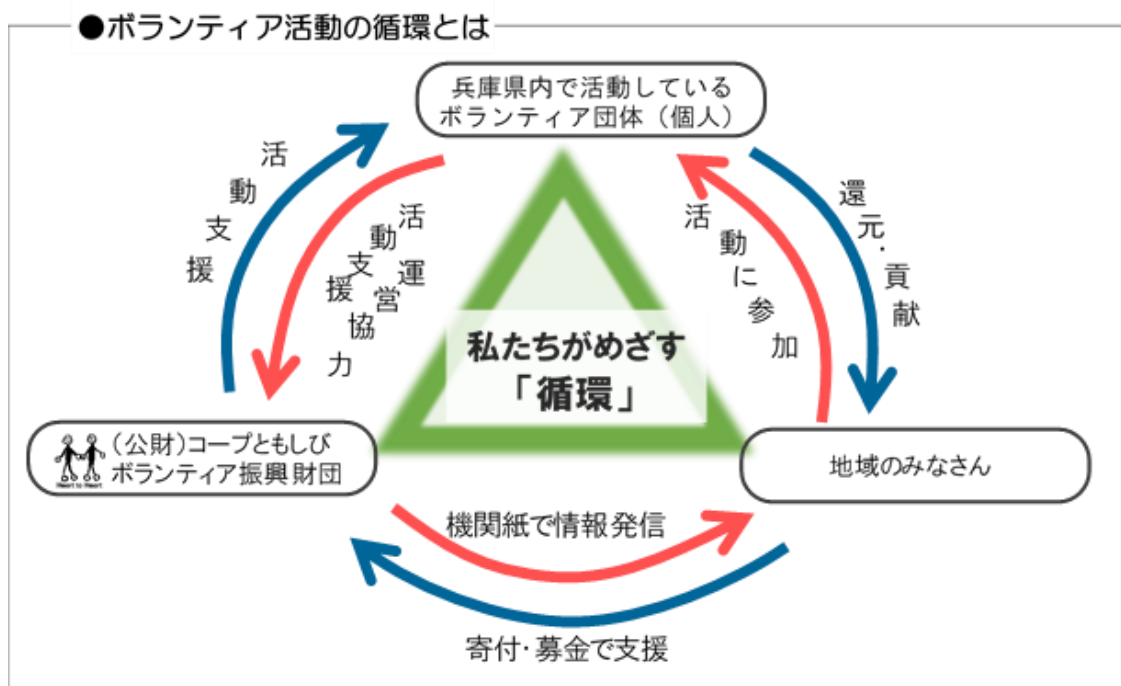 ●ボランティア活動の循環とは
兵庫県内で活動している
ボランティア団体（個人）
活動支援
活動支援
運営協力
活動に参加
還元・貢献
私たちがめざす
「循環」
（公財）コープともしび
ボランティア振興財団
Heart to Heart
地域のみなさん
機関紙で情報発信
寄付・募金で支援